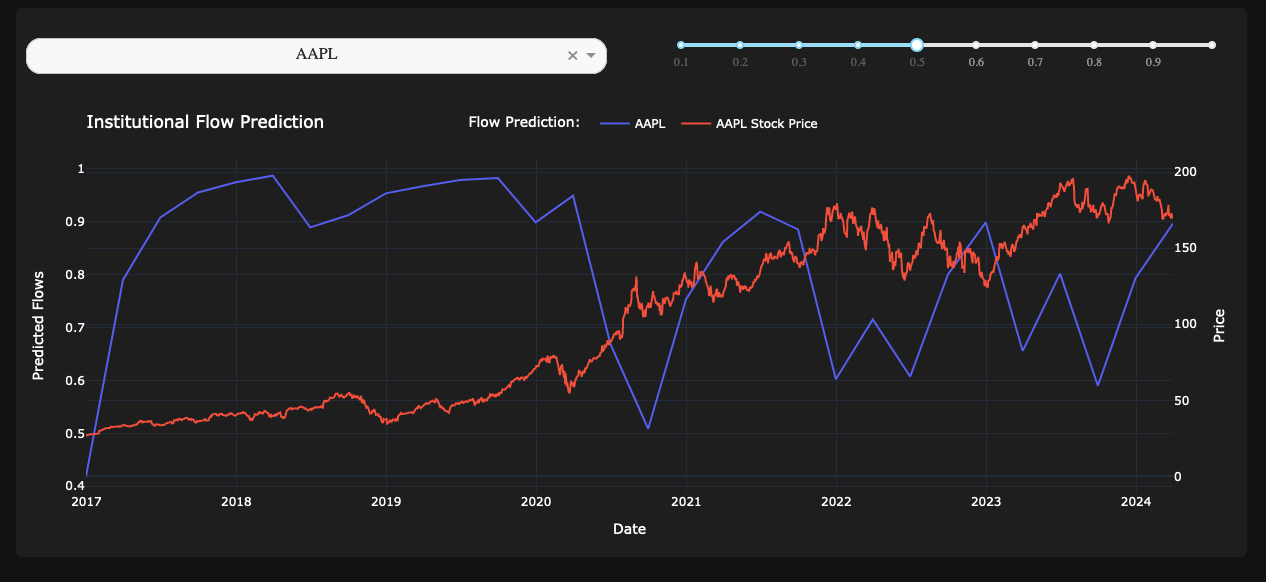 AAPL
0.1 0.2 0.3 0.4 0.5 0.6 0.7 0.8 0.9
Institutional Flow Prediction
Flow Prediction: AAPL AAPL Stock Price
1
0.9
0.8
0.7
0.6
0.5
0.4
Predicted Flows
200
150
100
50
0
Price
2017 2018 2019 2020 2021 2022 2023 2024
Date